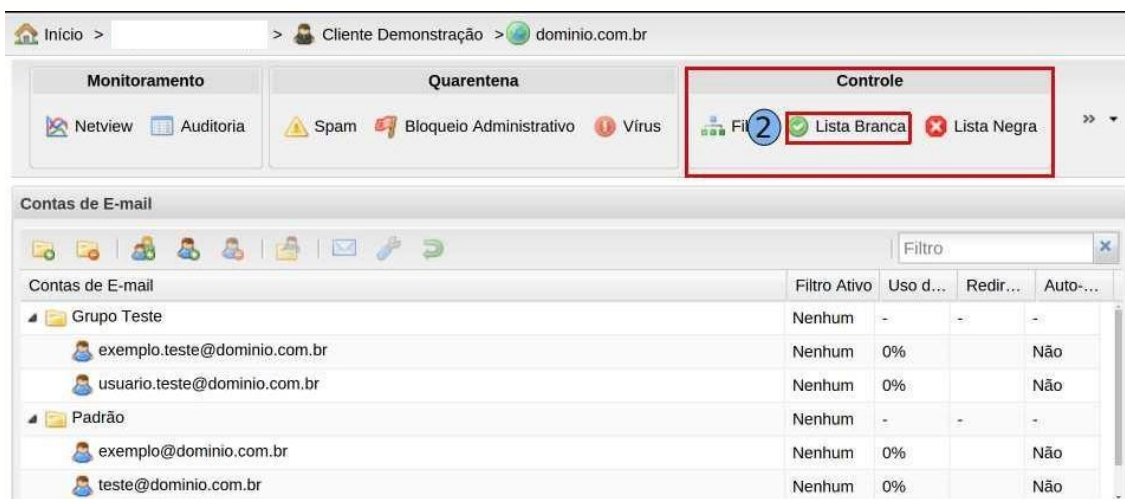 Início > > Cliente Demonstração > dominio.com.br
Monitoramento Quarentena Controle
Netview Auditoria Spam Bloqueio Administrativo Vírus Fil 2 Lista Branca Lista Negra »
Contas de E-mail
Filtro
Contas de E-mail Filtro Ativo Uso d... Redir... Auto-...
Grupo Teste Nenhum - - -
exemplo.teste@dominio.com.br Nenhum 0% Não
usuario.teste@dominio.com.br Nenhum 0% Não
Padrão Nenhum - - -
exemplo@dominio.com.br Nenhum 0% Não
teste@dominio.com.br Nenhum 0% Não